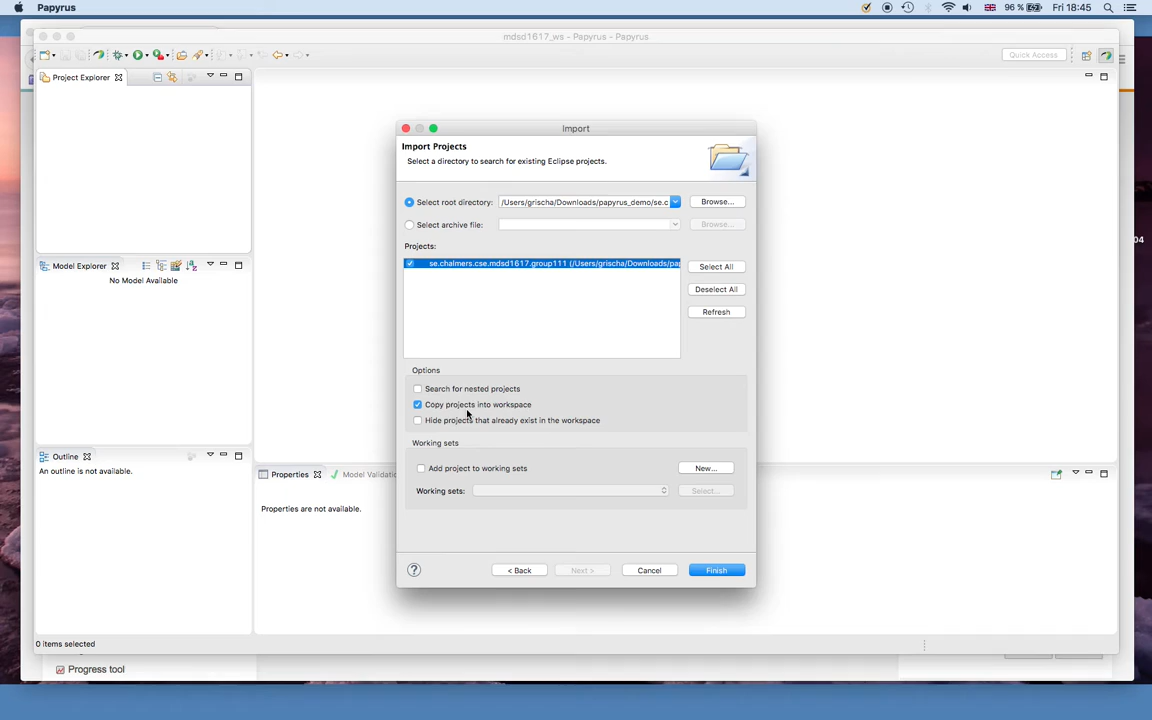 Papyrus
96 %
Fri 18:45
mdsd1617_ws - Papyrus - Papyrus
Quick Access
Project Explorer
Import
Import Projects
Select a directory to search for existing Eclipse projects.
Select root directory:
/Users/grischa/Downloads/papyrus_demo/se.c
Browse...
Select archive file:
Browse...
04
Projects:
se.chalmers.cse.mdsd1617.group111 (/Users/grischa/Downloads/pa
Select All
Deselect All
Refresh
Model Explorer
No Model Available
Options
Search for nested projects
Copy projects into workspace
Hide projects that already exist in the workspace
Working sets
Add project to working sets
New...
Working sets:
Select...
Outline
An outline is not available.
Properties
Model Validatio
Properties are not available.
?
< Back
Next >
Cancel
Finish
0 items selected
Progress tool